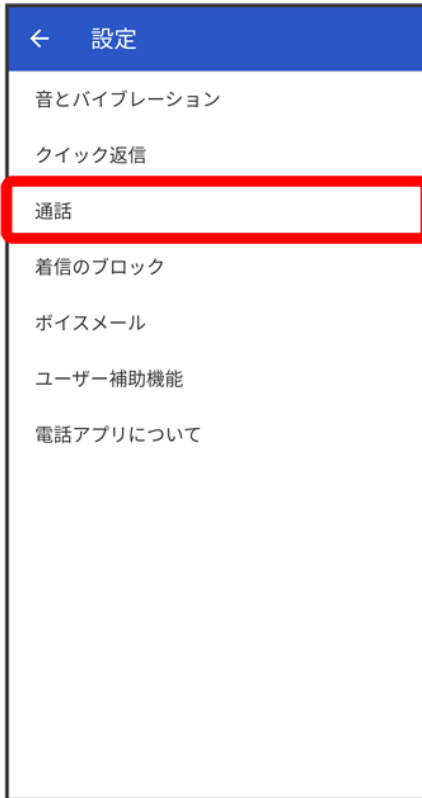 設定
音とバイブレーション
クイック返信
通話
着信のブロック
ボイスメール
ユーザー補助機能
電話アプリについて